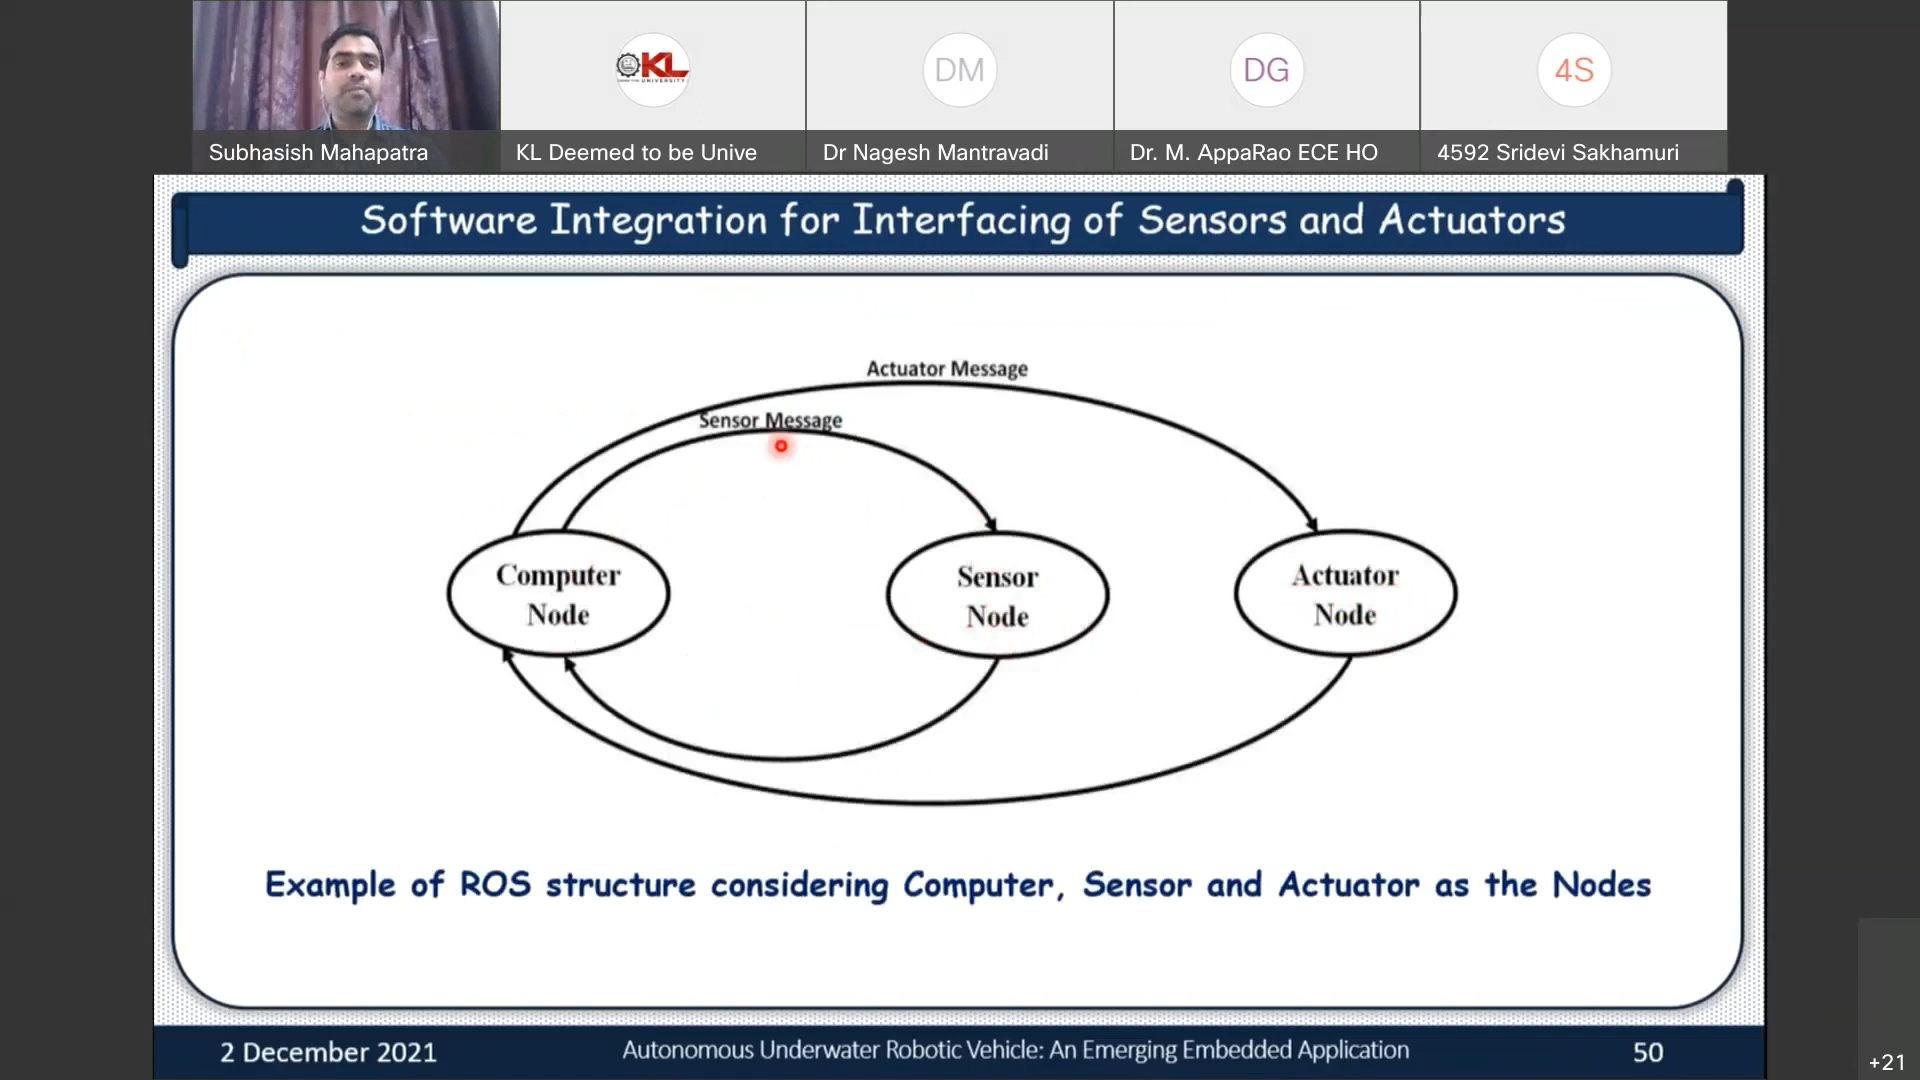 KL
UNIVERSITY
DM
DG
4S
Subhasish Mahapatra
KL Deemed to be Unive
Dr Nagesh Mantravadi
Dr. M. AppaRao ECE HO
4592 Sridevi Sakhamuri
Software Integration for Interfacing of Sensors and Actuators
Actuator Message
Sensor Message
Computer
Node
Sensor
Node
Actuator
Node
Example of ROS structure considering Computer, Sensor and Actuator as the Nodes
2 December 2021
Autonomous Underwater Robotic Vehicle: An Emerging Embedded Application
50
+21